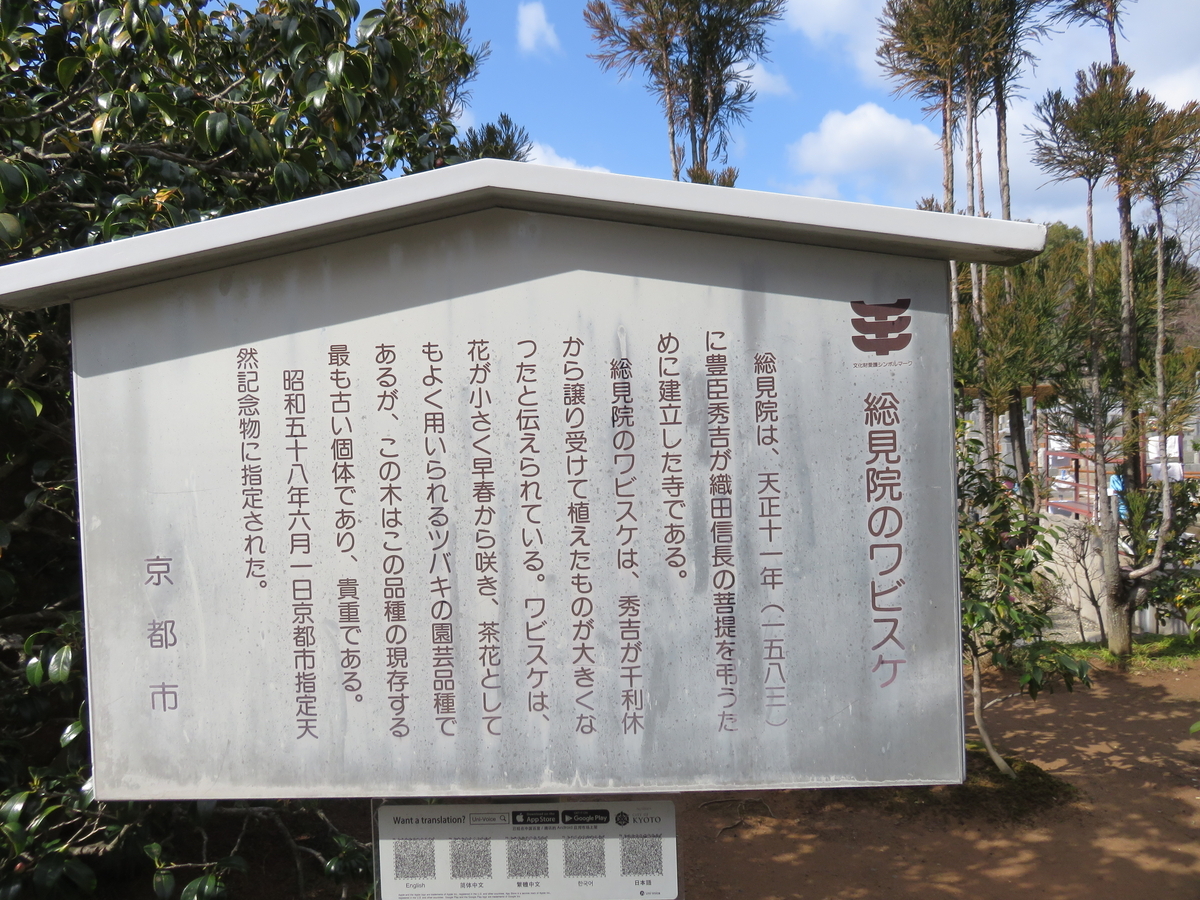 文化財愛護シンボルマーク
総見院のワビスケ
総見院は、天正十一年（一五八三）
に豊臣秀吉が織田信長の菩提を弔うた
めに建立した寺である。
総見院のワビスケは、秀吉が千利休
から譲り受けて植えたものが大きくな
つたと伝えられている。ワビスケは、
花が小さく早春から咲き、茶花として
もよく用いられるツバキの園芸品種で
あるが、この木はこの品種の現存する
最も古い個体であり、貴重である。
昭和五十八年六月一日京都市指定天
然記念物に指定された。
京都市
Want a translation? Uni-Voice App Store Google Play KYOTO
English 简体中文 繁體中文 한국어 日本語